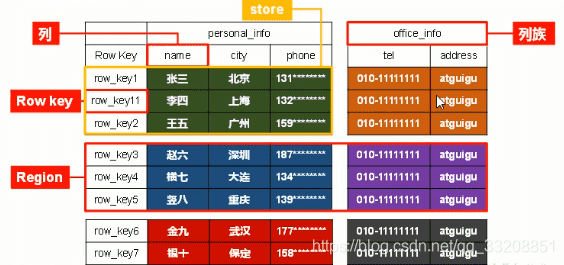 store
列
personal_info
office_info
列族
Row Key name city phone tel address
row_key1 张三 北京 131******** 010-11111111 atguigu
Row key
row_key11 李四 上海 132******** 010-11111111 atguigu
row_key2 王五 广州 159******** 010-11111111 atguigu
row_key3 赵六 深圳 187******** 010-11111111 atguigu
Region
row_key4 横七 大连 134******** 010-11111111 atguigu
row_key5 竖八 重庆 139******** 010-11111111 atguigu
row_key6 金九 武汉 177********
https://blog.csdn.net/qq_33208851
row_key7 银十 保定 158******** 010-11111111 atguigu